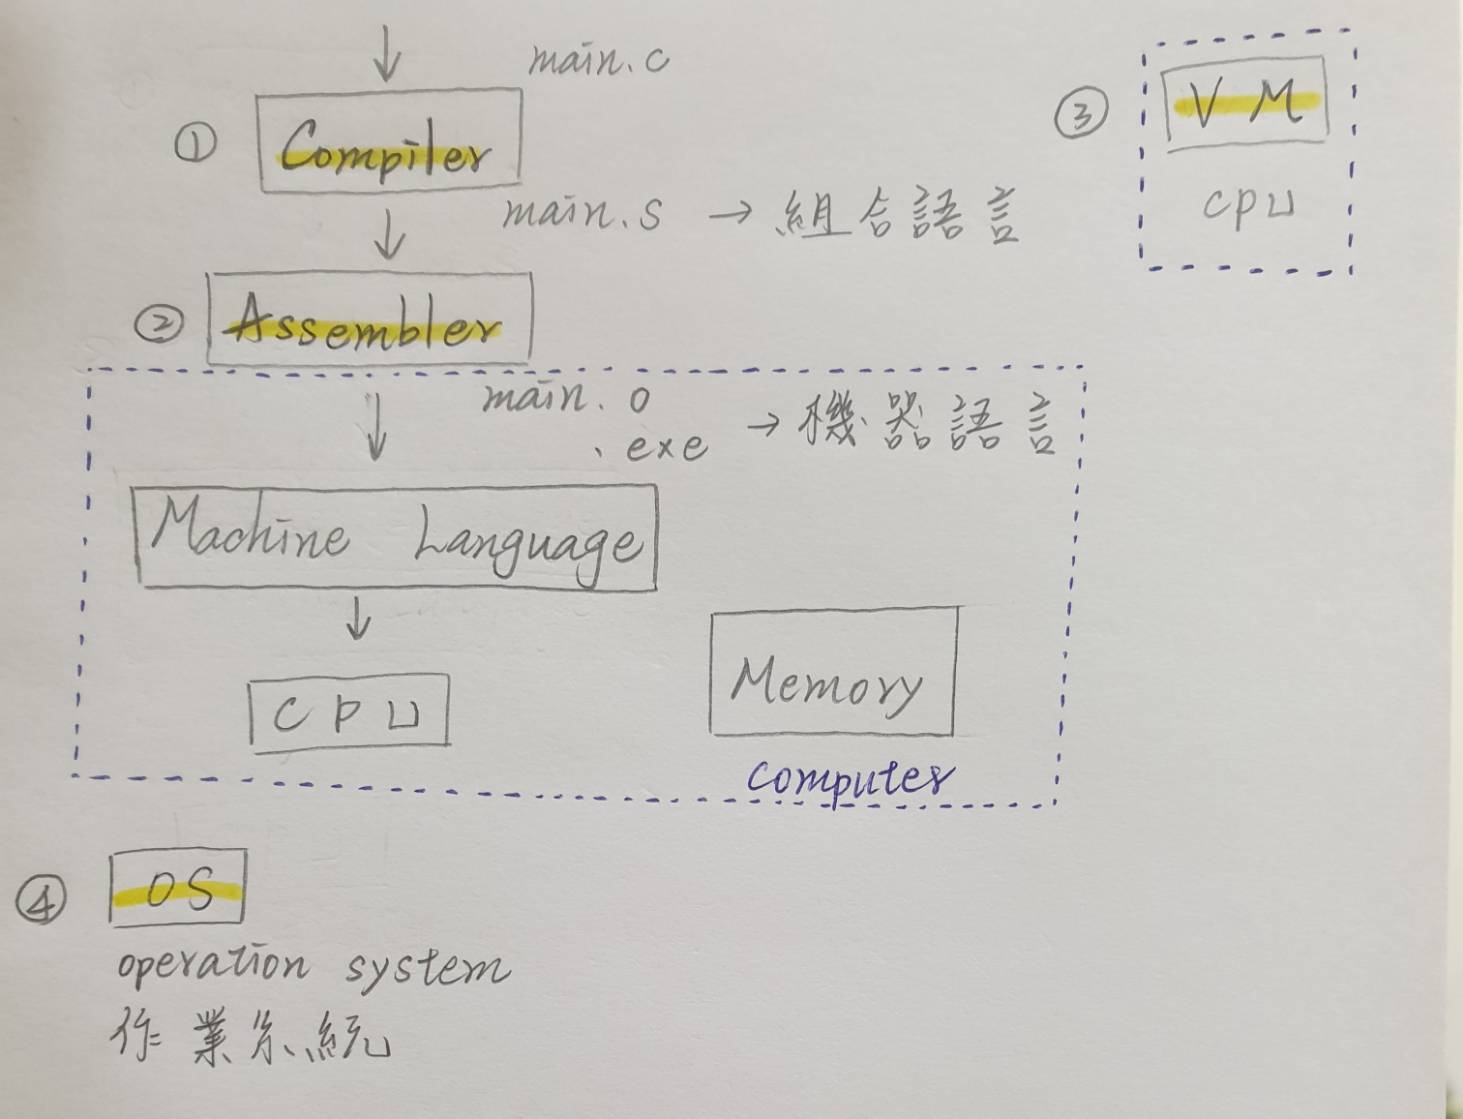 main.c
① Compiler
main.s → 組合語言
② Assembler
main.o
.exe → 機器語言
Machine Language
CPU
Memory
computer
③ VM
CPU
④ OS
operation system
作業系統